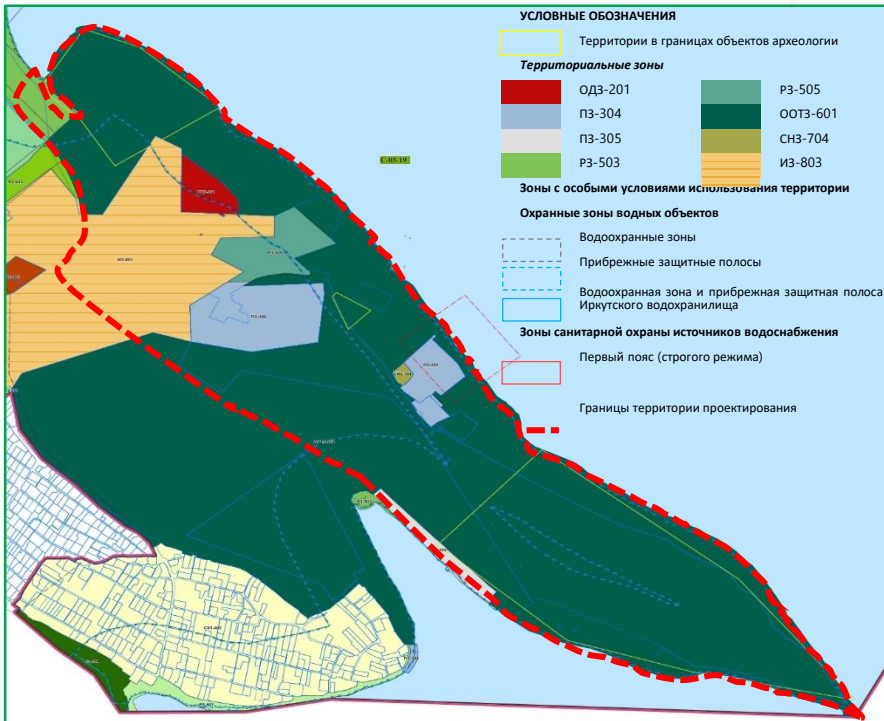 УСЛОВНЫЕ ОБОЗНАЧЕНИЯ
Территории в границах объектов археологии
Территориальные зоны
ОДЗ-201
ПЗ-304
ПЗ-305
РЗ-503
РЗ-505
ООТЗ-601
СНЗ-704
ИЗ-803
Зоны с особыми условиями использования территории
Охранные зоны водных объектов
Водоохранные зоны
Прибрежные защитные полосы
Водоохранная зона и прибрежная защитная полоса
Иркутского водохранилища
Зоны санитарной охраны источников водоснабжения
Первый пояс (строгого режима)
Границы территории проектирования
С-03-19